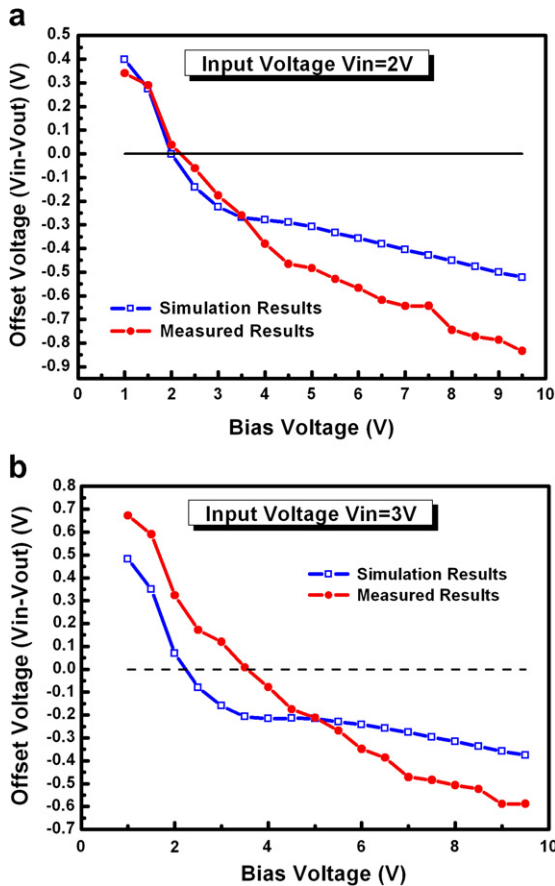 a
Input Voltage Vin=2V
Offset Voltage (Vin-Vout) (V)
0.5
0.4
0.3
0.2
0.1
0.0
-0.1
-0.2
-0.3
-0.4
-0.5
-0.6
-0.7
-0.8
-0.9
Simulation Results
Measured Results
0 1 2 3 4 5 6 7 8 9 10
Bias Voltage (V)
b
Input Voltage Vin=3V
Offset Voltage (Vin-Vout) (V)
0.8
0.7
0.6
0.5
0.4
0.3
0.2
0.1
0.0
-0.1
-0.2
-0.3
-0.4
-0.5
-0.6
-0.7
Simulation Results
Measured Results
0 2 4 6 8 10
Bias Voltage (V)